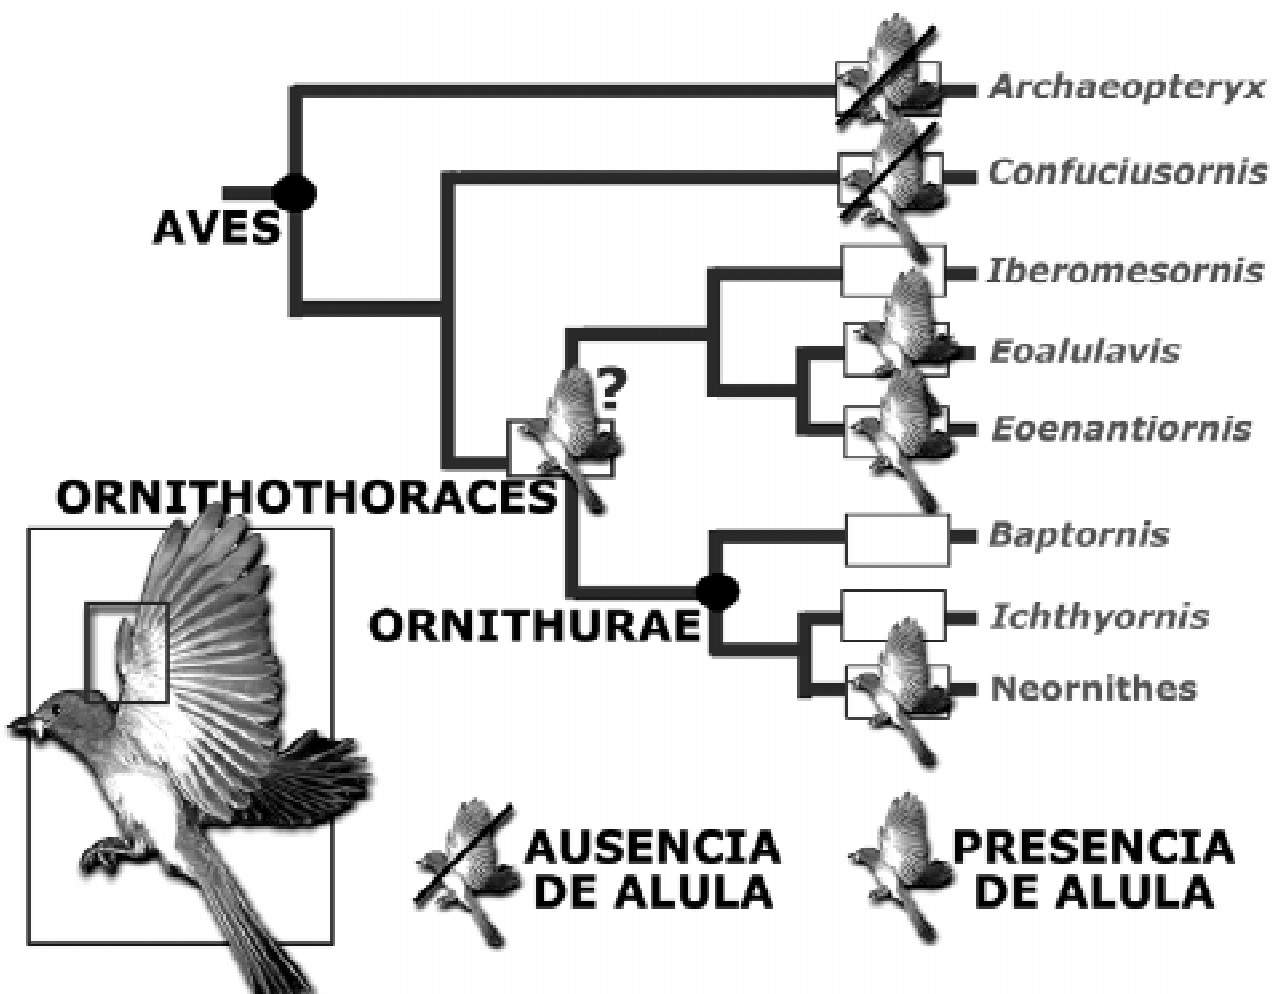 Archaeopteryx
Confuciusornis
AVES
Iberomesornis
Eoalulavis
?
Eoenantiornis
ORNITHOTHORACES
Baptornis
ORNITHURAE
Ichthyornis
Neornithes
AUSENCIA
DE ALULA
PRESENCIA
DE ALULA